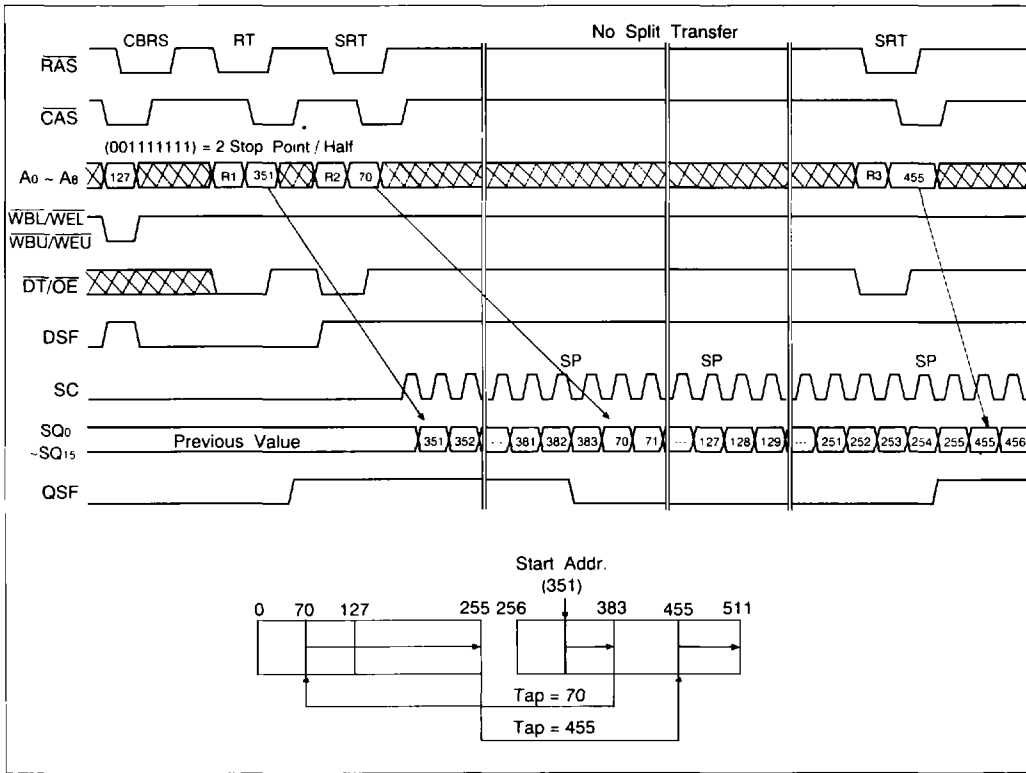 No Split Transfer
CBRS RT SRT SRT
RAS
CAS
(001111111) = 2 Stop Point / Half
A0 ~ A8 127 R1 351 R2 70 R3 455
WBL/WEL
WBU/WEU
DT/OE
DSF
SP SP SP
SC
SQ0 ~SQ15 Previous Value 351 352 ·· 381 382 383 70 71 ... 127 128 129 ... 251 252 253 254 255 455 456
QSF
Start Addr.
(351)
0 70 127 255 256 383 455 511
Tap = 70
Tap = 455